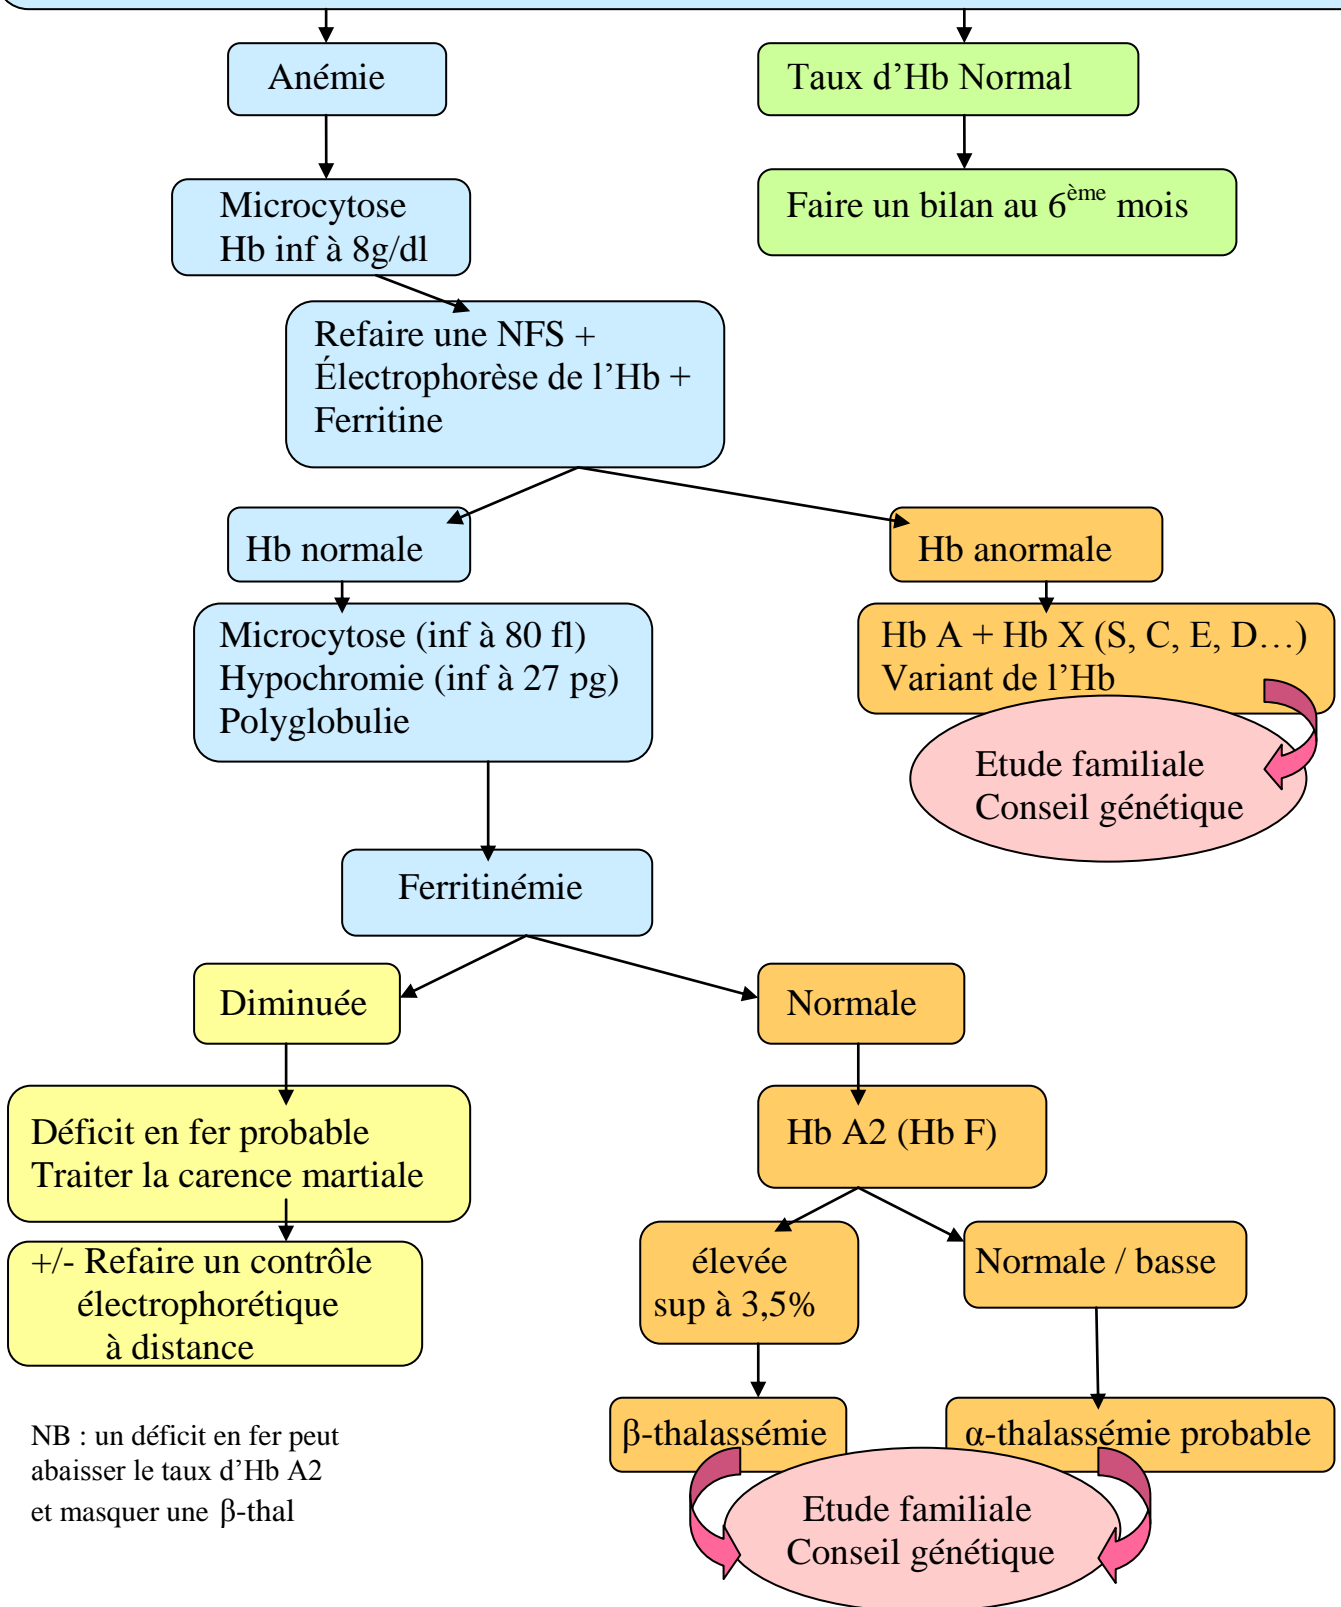 Anémie
Taux d’Hb Normal
Microcytose
Hb inf à 8g/dl
Faire un bilan au 6ème mois
Refaire une NFS +
Électrophorèse de l’Hb +
Ferritine
Hb normale
Hb anormale
Microcytose (inf à 80 fl)
Hypochromie (inf à 27 pg)
Polyglobulie
Hb A + Hb X (S, C, E, D…)
Variant de l’Hb
Etude familiale
Conseil génétique
Ferritinémie
Diminuée
Normale
Déficit en fer probable
Traiter la carence martiale
Hb A2 (Hb F)
+/- Refaire un contrôle
électrophorétique
à distance
élevée
sup à 3,5%
Normale / basse
β-thalassémie
α-thalassémie probable
NB : un déficit en fer peut
abaisser le taux d’Hb A2
et masquer une β-thal
Etude familiale
Conseil génétique